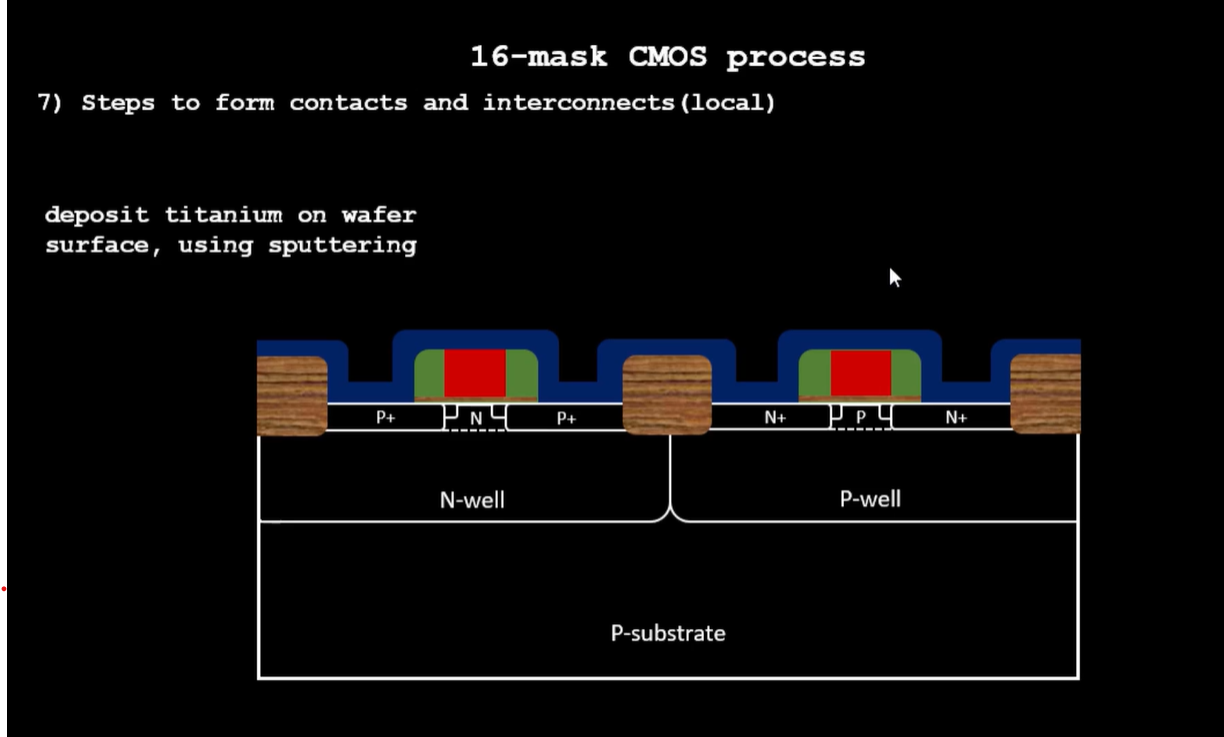 16-mask CMOS process
7) Steps to form contacts and interconnects(local)
deposit titanium on wafer
surface, using sputtering
P+ N P+ N+ P N+
N-well P-well
P-substrate